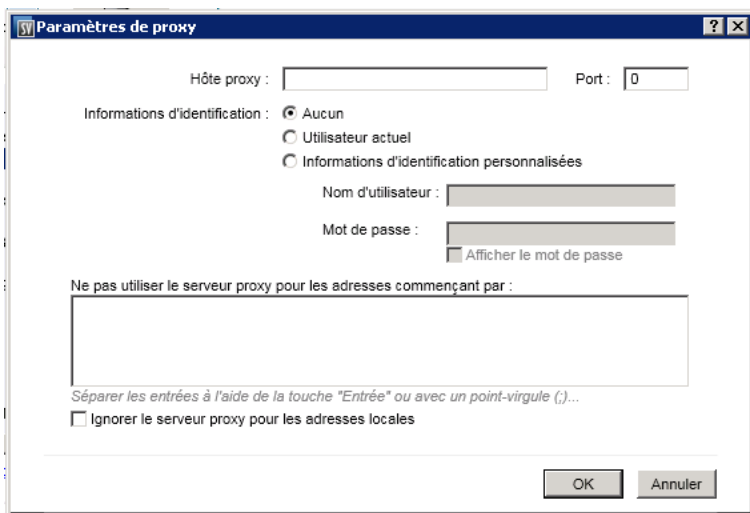 SV Paramètres de proxy ? X
Hôte proxy : Port : 0
Informations d'identification : Aucun
Utilisateur actuel
Informations d'identification personnalisées
Nom d'utilisateur :
Mot de passe :
Afficher le mot de passe
Ne pas utiliser le serveur proxy pour les adresses commençant par :
Séparer les entrées à l'aide de la touche "Entrée" ou avec un point-virgule (;)...
Ignorer le serveur proxy pour les adresses locales
OK Annuler